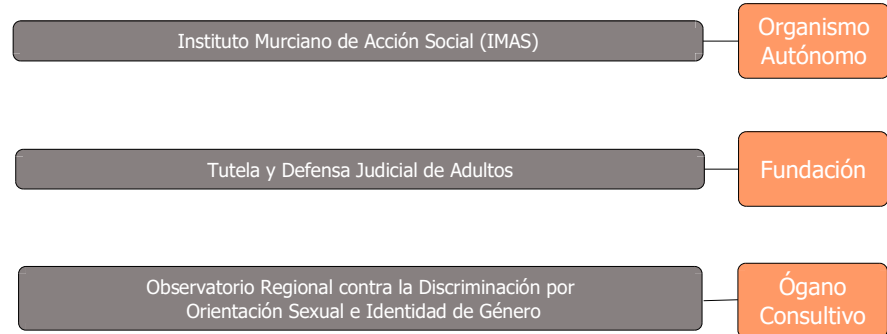 Instituto Murciano de Acción Social (IMAS)
Organismo
Autónomo
Tutela y Defensa Judicial de Adultos
Fundación
Observatorio Regional contra la Discriminación por
Orientación Sexual e Identidad de Género
Ógano
Consultivo